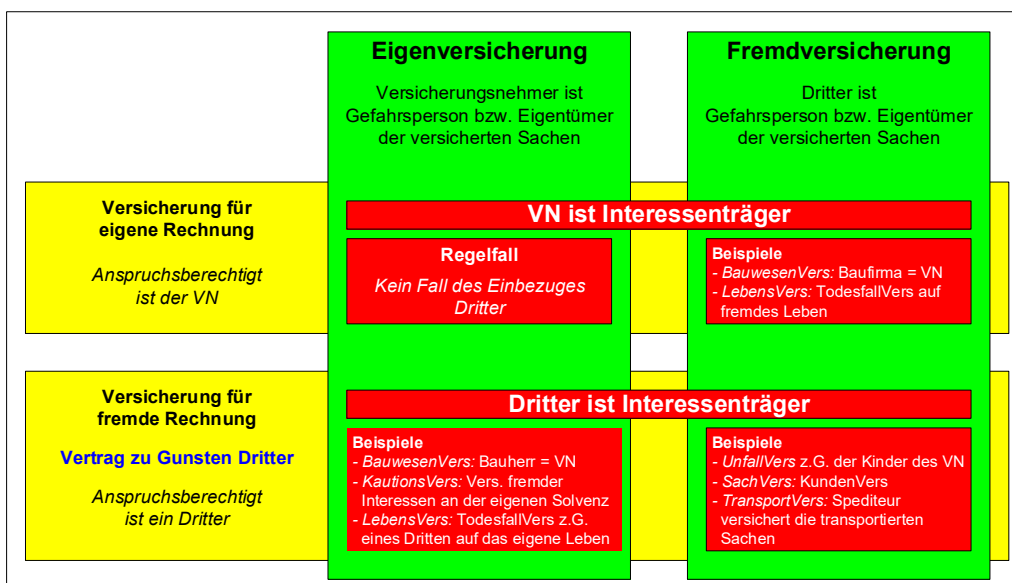 Eigenversicherung
Versicherungsnehmer ist
Gefahrsperson bzw. Eigentümer
der versicherten Sachen
Fremdversicherung
Dritter ist
Gefahrsperson bzw. Eigentümer
der versicherten Sachen
Versicherung für
eigene Rechnung
Anspruchsberechtigt
ist der VN
VN ist Interessenträger
Regelfall
Kein Fall des Einbezuges
Dritter
Beispiele
- BauwesenVers: Baufirma = VN
- LebensVers: TodesfallVers auf
fremdes Leben
Versicherung für
fremde Rechnung
Vertrag zu Gunsten Dritter
Anspruchsberechtigt
ist ein Dritter
Dritter ist Interessenträger
Beispiele
- BauwesenVers: Bauherr = VN
- KautionsVers: Vers. fremder
Interessen an der eigenen Solvenz
- LebensVers: TodesfallVers z.G.
eines Dritten auf das eigene Leben
Beispiele
- UnfallVers z.G. der Kinder des VN
- SachVers: KundenVers
- TransportVers: Spediteur
versichert die transportierten
Sachen